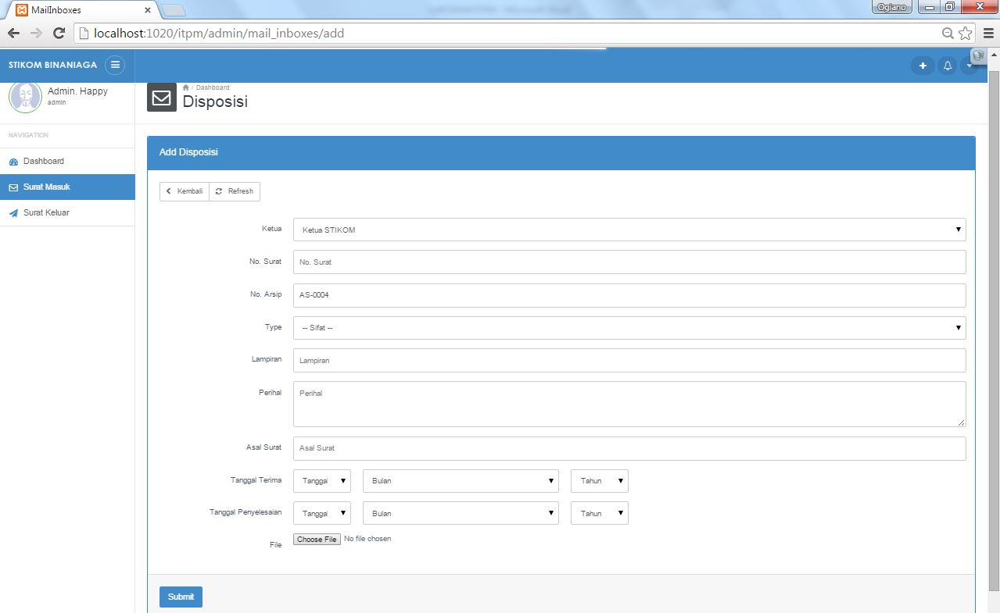 MailInboxes
Ogiano
localhost:1020/itpm/admin/mail_inboxes/add
STIKOM BINANIAGA
Admin. Happy
admin
/ Dashboard
Disposisi
NAVIGATION
Dashboard
Surat Masuk
Surat Keluar
Add Disposisi
Kembali Refresh
Ketua Ketua STIKOM
No. Surat No. Surat
No. Arsip AS-0004
Type -- Sifat --
Lampiran Lampiran
Perihal Perihal
Asal Surat Asal Surat
Tanggal Terima Tanggal Bulan Tahun
Tanggal Penyelesaian Tanggal Bulan Tahun
File Choose File No file chosen
Submit